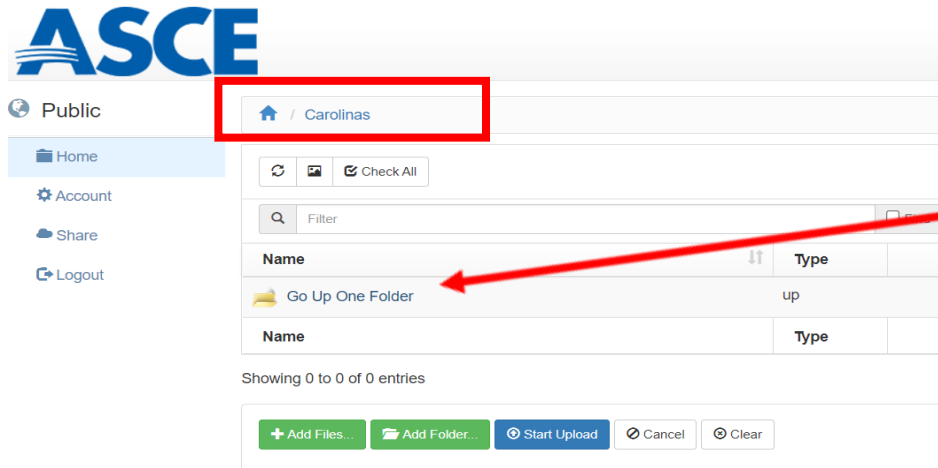 ASCE
Public
/ Carolinas
Home
Check All
Account
Filter
Share
Name Type
Logout
Go Up One Folder up
Name Type
Showing 0 to 0 of 0 entries
Add Files... Add Folder... Start Upload Cancel Clear